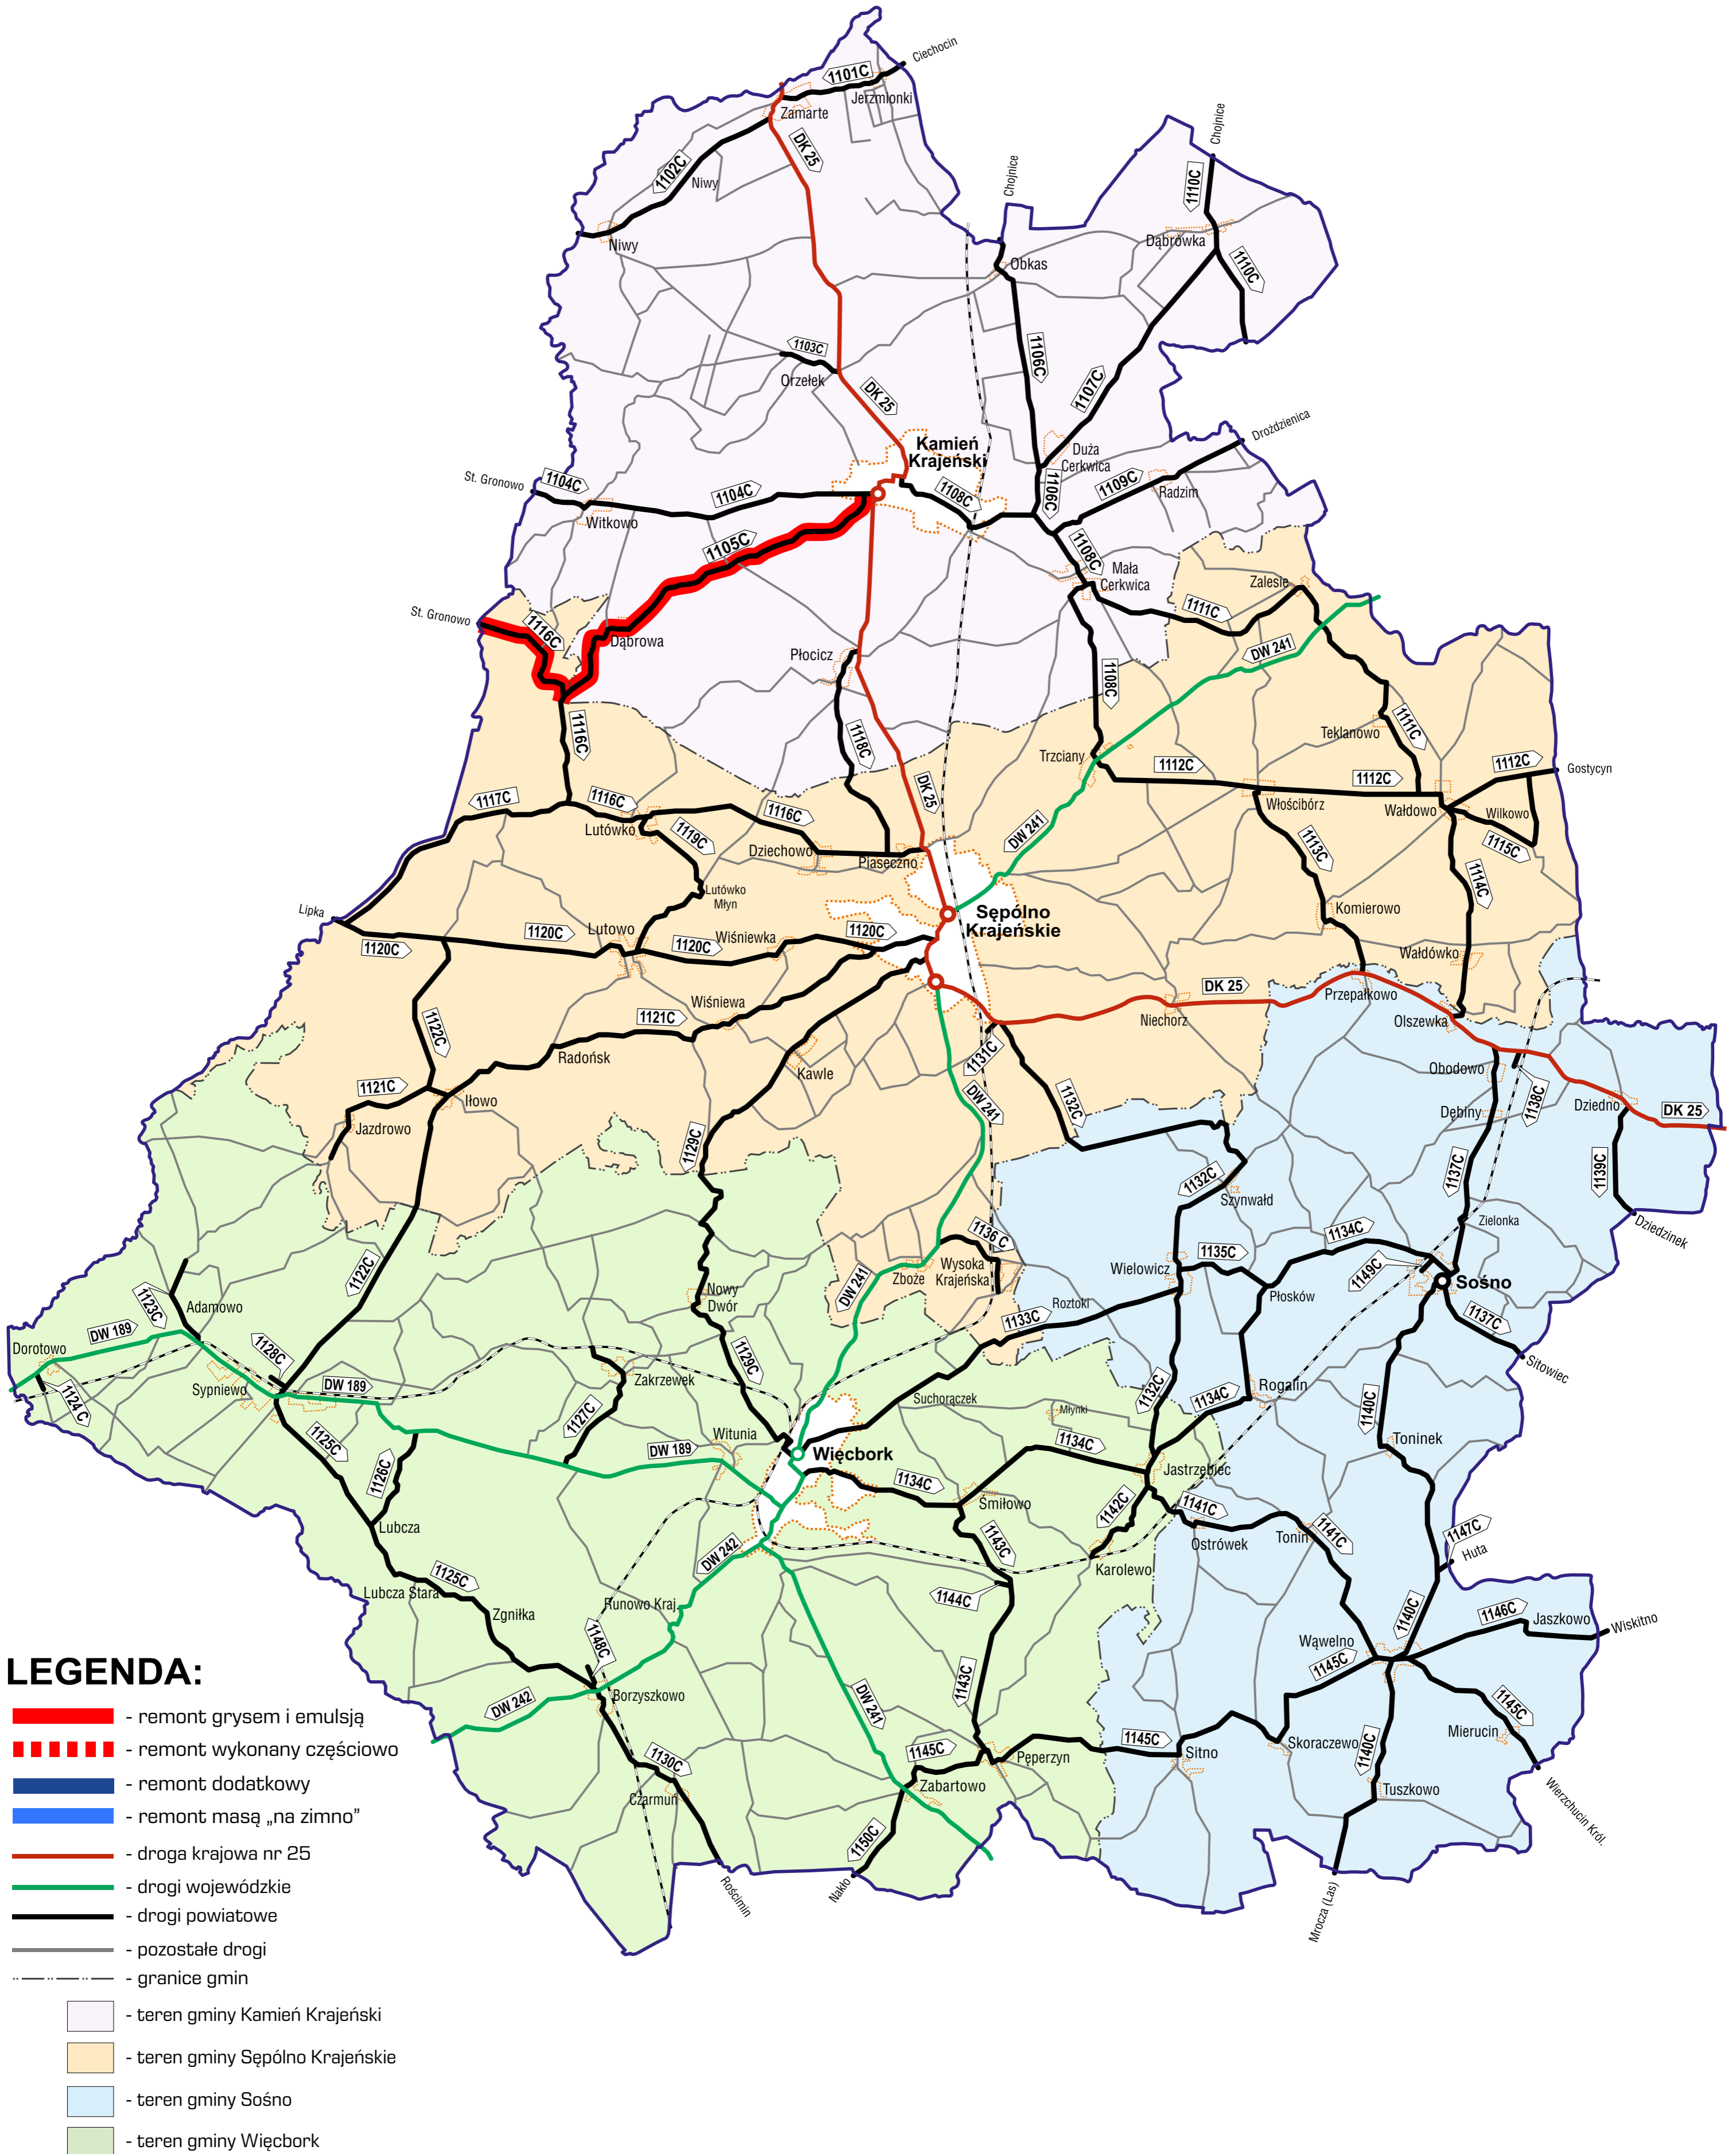 Ciechocin
1101C
Jerzmionki
Zamarte
DK 25
Chojnice
1102C
Niwy
Chojnice
1110C
Niwy
Dąbrówka
Obkas
1110C
1103C
1106C
Orzełek
1107C
DK 25
Drożdzienica
Kamień
Krajeński
Duża
Cerkwica
St. Gronowo
1104C
1104C
1108C
1106C
1109C
Radzim
Witkowo
1105C
1108C
Mała
Cerkwica
Zalesie
St. Gronowo
1116C
1111C
Dąbrowa
Płocicz
DW 241
1108C
1116C
1118C
Teklanowo
1111C
Trzciany
1112C
1112C
1112C
Gostycyn
DK 25
1117C
1116C
1116C
Włościbórz
Wałdowo
Wilkowo
Lutówko
1119C
DW 241
Dziechowo
Piaseczno
1113C
1115C
1114C
Lutówko
Młyn
Lipka
Sępólno
Krajeńskie
Komierowo
1120C
1120C
Lutowo
1120C
Wiśniewka
1120C
Wałdówko
DK 25
Przepałkowo
Wiśniewa
1121C
Niechorz
Olszewka
1122C
Radońsk
1131C
Kawle
Obodowo
1121C
Iłowo
1132C
Dębiny
1138C
Dziedno
DK 25
DW 241
Jazdrowo
1129C
1137C
1139C
1132C
Szynwałd
Zielonka
Dziedzinek
1136 C
1134C
1122C
Wysoka
Krajeńska
Zboże
Wielowicz
1135C
1149C
Sośno
1123C
Adamowo
Nowy
Dwór
DW 241
Płosków
Roztoki
1133C
1137C
DW 189
Dorotowo
1128C
1129C
Sitowiec
Sypniewo
DW 189
Zakrzewek
Suchorączek
Rogalin
1132C
1134C
1124 C
Młynki
1140C
1125C
1127C
Witunia
DW 189
Więcbork
1134C
Toninek
1126C
1134C
Jastrzębiec
Śmiłowo
1142C
1141C
Lubcza
1143C
Ostrówek
Tonin
1141C
1147C
Huta
DW 242
Karolewo
1125C
Lubcza Stara
1144C
Zgniłka
Runowo Kraj.
1140C
1146C
Jaszkowo
Wiskitno
1148C
Wąwelno
1145C
LEGENDA:
1143C
DW 242
Borzyszkowo
DW 241
1145C
- remont grysem i emulsją
Mierucin
1145C
1145C
Pęperzyn
Sitno
Skoraczewo
1140C
- remont wykonany częściowo
1130C
Zabartowo
Czarmuń
Tuszkowo
- remont dodatkowy
Wierzchucin Król.
- remont masą „na zimno”
1150C
- droga krajowa nr 25
Rościmin
Nakło
- drogi wojewódzkie
Mrocza (Las)
- drogi powiatowe
- pozostałe drogi
- granice gmin
- teren gminy Kamień Krajeński
- teren gminy Sępólno Krajeńskie
- teren gminy Sośno
- teren gminy Więcbork